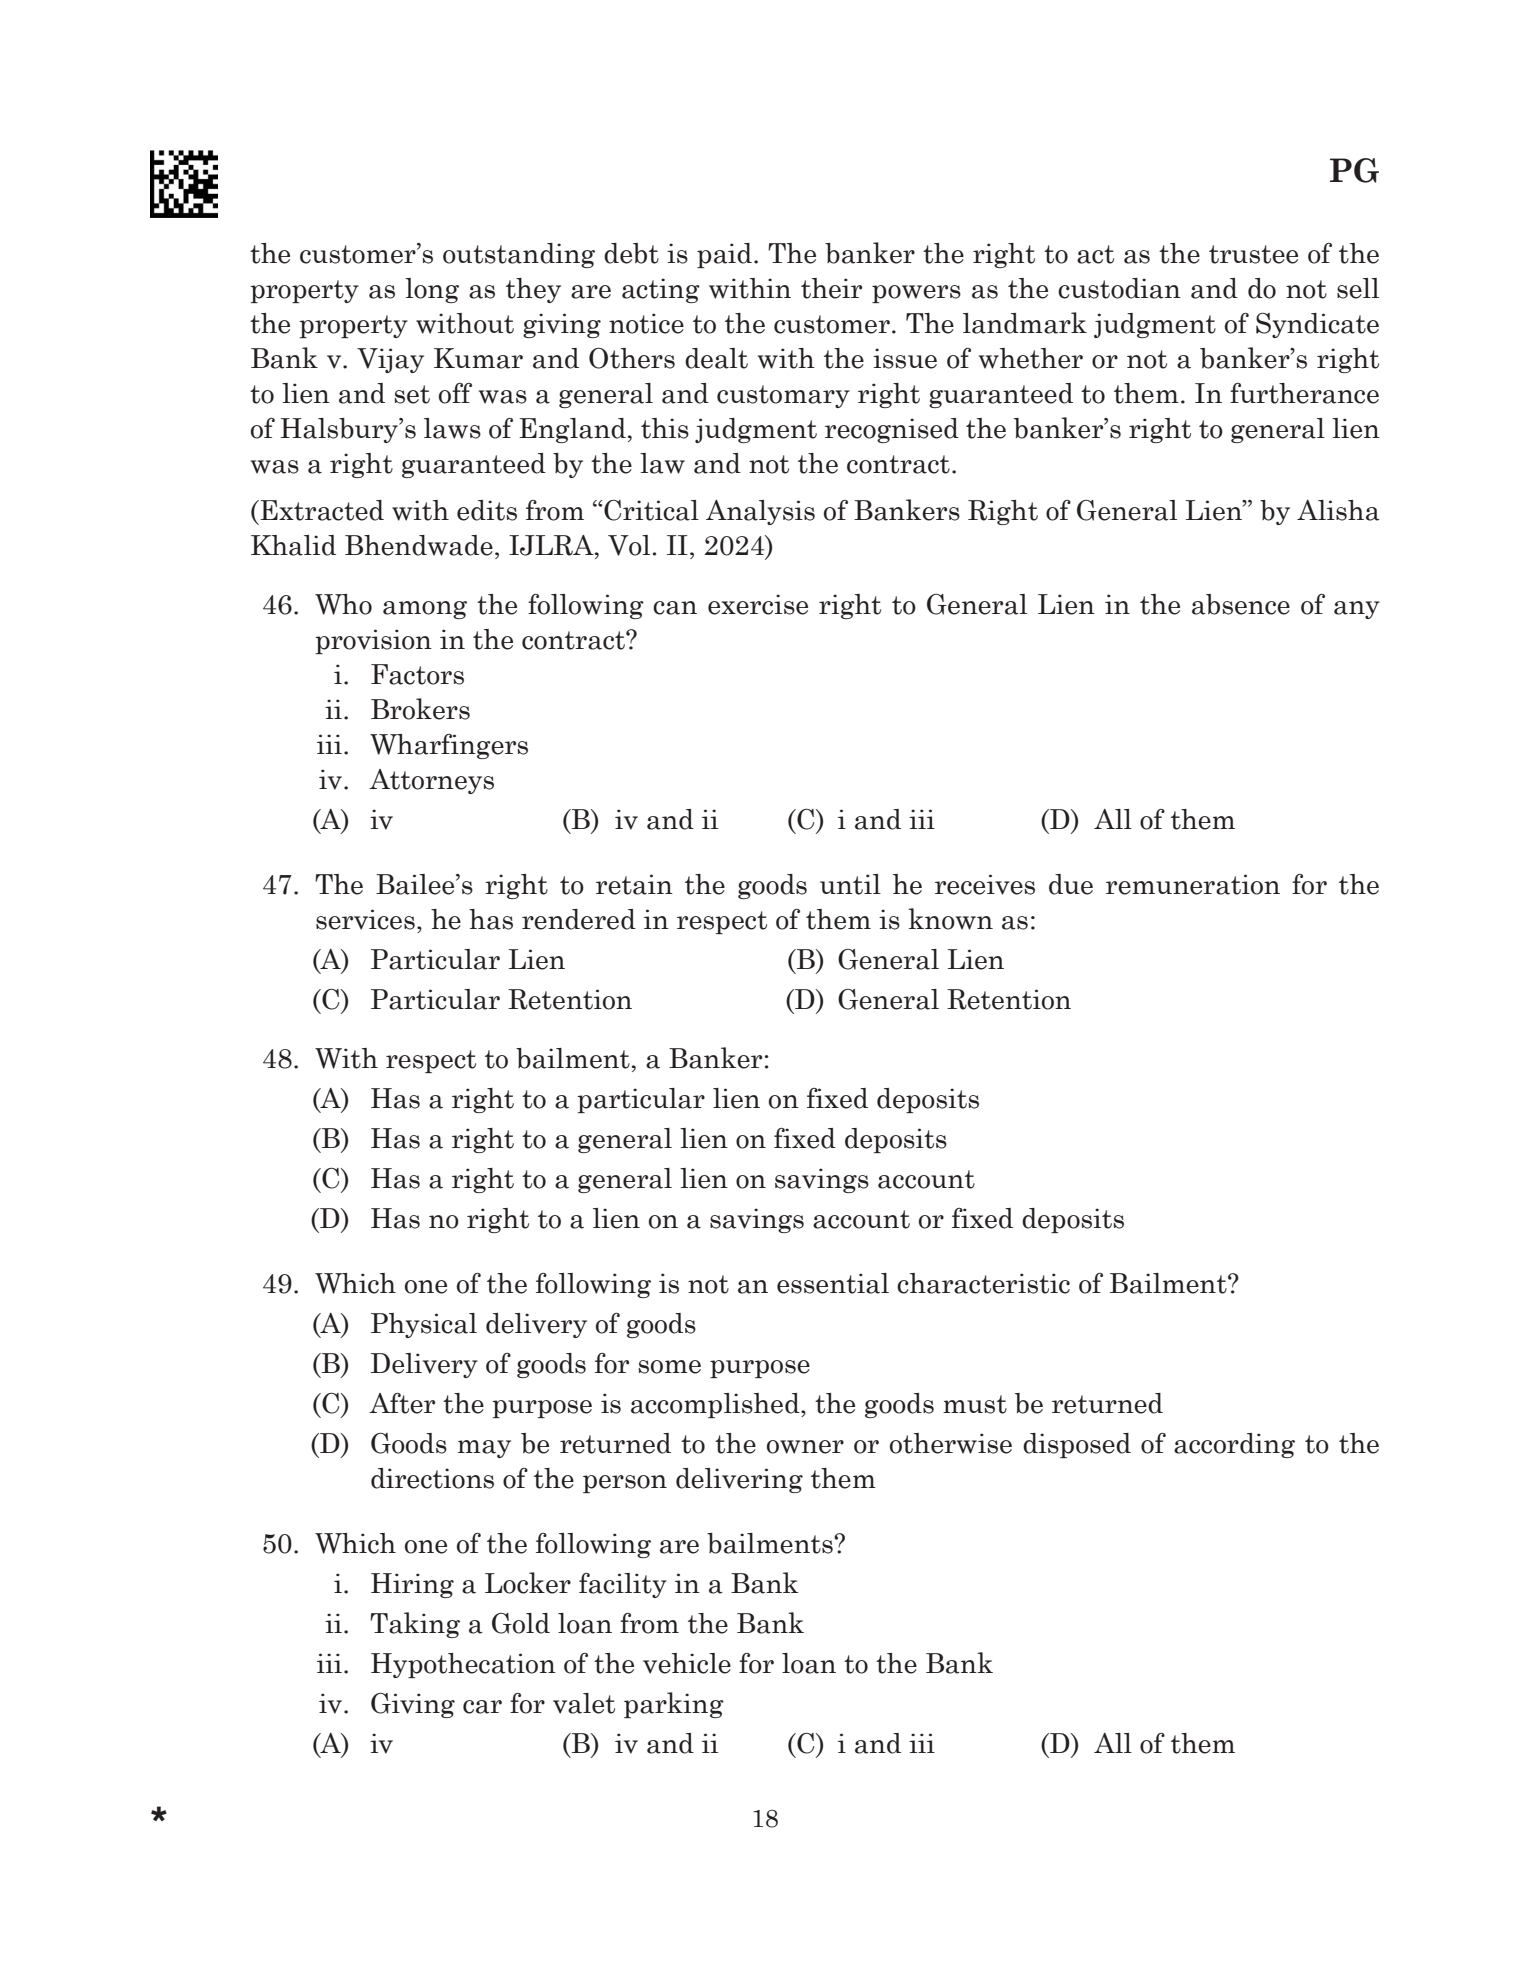 PG
the customer’s outstanding debt is paid. The banker the right to act as the trustee of the
property as long as they are acting within their powers as the custodian and do not sell
the property without giving notice to the customer. The landmark judgment of Syndicate
Bank v. Vijay Kumar and Others dealt with the issue of whether or not a banker’s right
to lien and set off was a general and customary right guaranteed to them. In furtherance
of Halsbury’s laws of England, this judgment recognised the banker’s right to general lien
was a right guaranteed by the law and not the contract.
(Extracted with edits from “Critical Analysis of Bankers Right of General Lien” by Alisha
Khalid Bhendwade, IJLRA, Vol. II, 2024)
46. Who among the following can exercise right to General Lien in the absence of any
provision in the contract?
i. Factors
ii. Brokers
iii. Wharfingers
iv. Attorneys
(A) iv (B) iv and ii (C) i and iii (D) All of them
47. The Bailee’s right to retain the goods until he receives due remuneration for the
services, he has rendered in respect of them is known as:
(A) Particular Lien (B) General Lien
(C) Particular Retention (D) General Retention
48. With respect to bailment, a Banker:
(A) Has a right to a particular lien on fixed deposits
(B) Has a right to a general lien on fixed deposits
(C) Has a right to a general lien on savings account
(D) Has no right to a lien on a savings account or fixed deposits
49. Which one of the following is not an essential characteristic of Bailment?
(A) Physical delivery of goods
(B) Delivery of goods for some purpose
(C) After the purpose is accomplished, the goods must be returned
(D) Goods may be returned to the owner or otherwise disposed of according to the
directions of the person delivering them
50. Which one of the following are bailments?
i. Hiring a Locker facility in a Bank
ii. Taking a Gold loan from the Bank
iii. Hypothecation of the vehicle for loan to the Bank
iv. Giving car for valet parking
(A) iv (B) iv and ii (C) i and iii (D) All of them
* 18